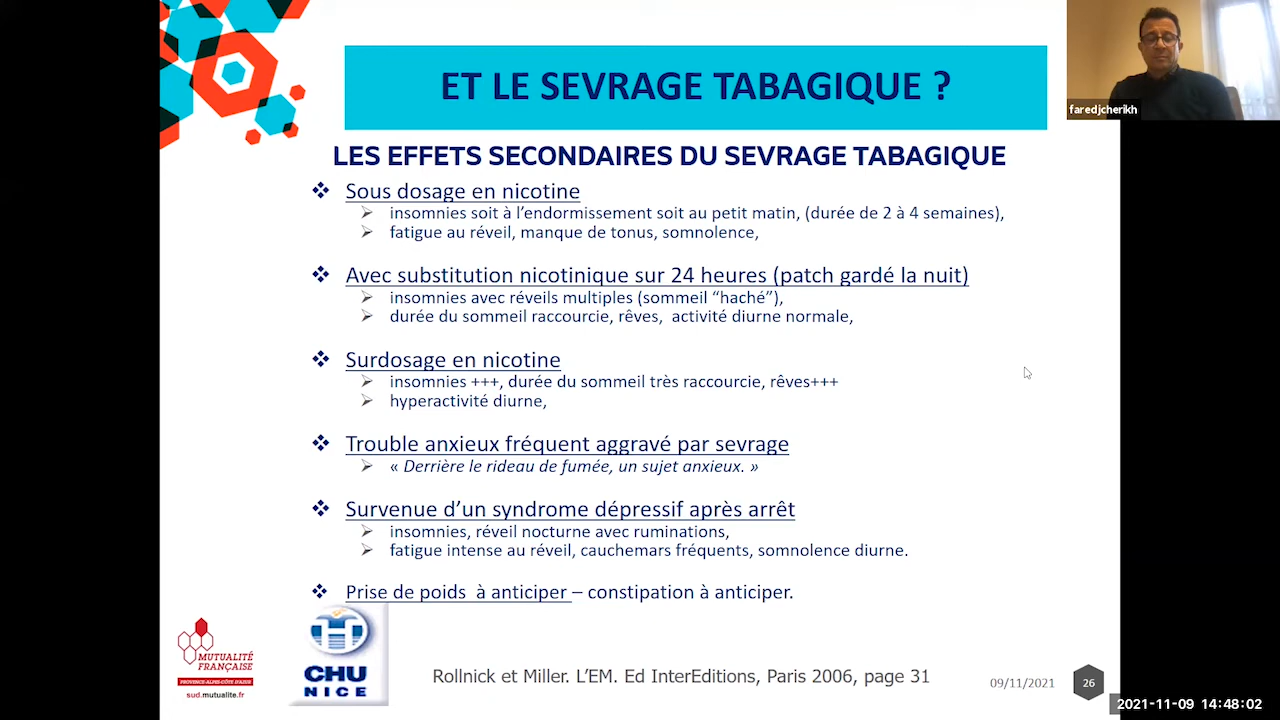 ET LE SEVRAGE TABAGIQUE ?
faredjcherikh
LES EFFETS SECONDAIRES DU SEVRAGE TABAGIQUE
❖ Sous dosage en nicotine
➢ insomnies soit à l’endormissement soit au petit matin, (durée de 2 à 4 semaines),
➢ fatigue au réveil, manque de tonus, somnolence,
❖ Avec substitution nicotinique sur 24 heures (patch gardé la nuit)
➢ insomnies avec réveils multiples (sommeil “haché”),
➢ durée du sommeil raccourcie, rêves, activité diurne normale,
❖ Surdosage en nicotine
➢ insomnies +++, durée du sommeil très raccourcie, rêves+++
➢ hyperactivité diurne,
❖ Trouble anxieux fréquent aggravé par sevrage
➢ « Derrière le rideau de fumée, un sujet anxieux. »
❖ Survenue d’un syndrome dépressif après arrêt
➢ insomnies, réveil nocturne avec ruminations,
➢ fatigue intense au réveil, cauchemars fréquents, somnolence diurne.
❖ Prise de poids à anticiper – constipation à anticiper.
MUTUALITÉ
FRANÇAISE
PROVENCE-ALPES-CÔTE D'AZUR
sud.mutualite.fr
CHU
NICE
Rollnick et Miller. L’EM. Ed InterEditions, Paris 2006, page 31
09/11/2021
26
2021-11-09 14:48:02